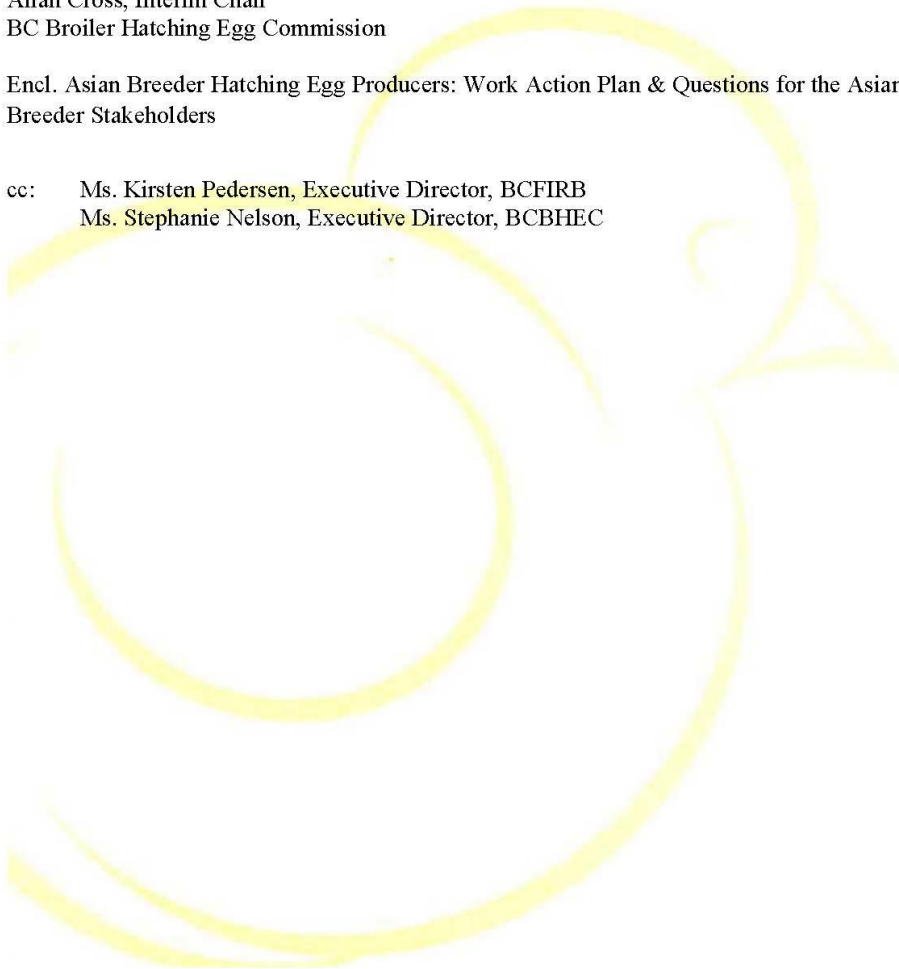 Allan Cross, Interim Chair
BC Broiler Hatching Egg Commission
Encl. Asian Breeder Hatching Egg Producers: Work Action Plan & Questions for the Asian
Breeder Stakeholders
cc: Ms. Kirsten Pedersen, Executive Director, BCFIRB
Ms. Stephanie Nelson, Executive Director, BCBHEC